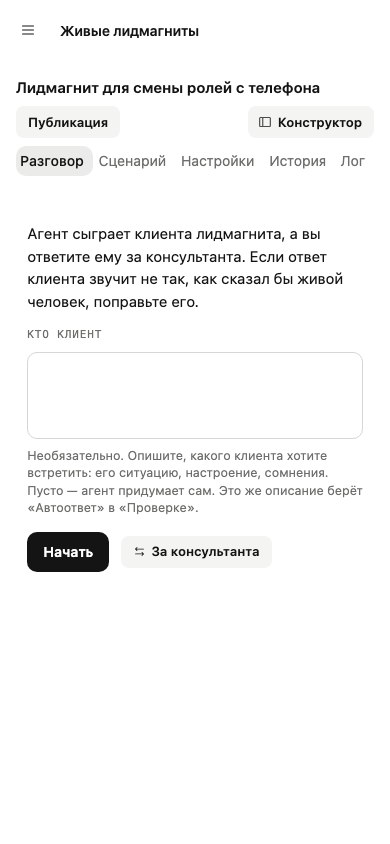 Живые лидмагниты
Лидмагнит для смены ролей с телефона
Публикация
Конструктор
Разговор Сценарий Настройки История Лог
Агент сыграет клиента лидмагнита, а вы
ответите ему за консультанта. Если ответ
клиента звучит не так, как сказал бы живой
человек, поправьте его.
КТО КЛИЕНТ
Необязательно. Опишите, какого клиента хотите
встретить: его ситуацию, настроение, сомнения.
Пусто — агент придумает сам. Это же описание берёт
«Автоответ» в «Проверке».
Начать
За консультанта